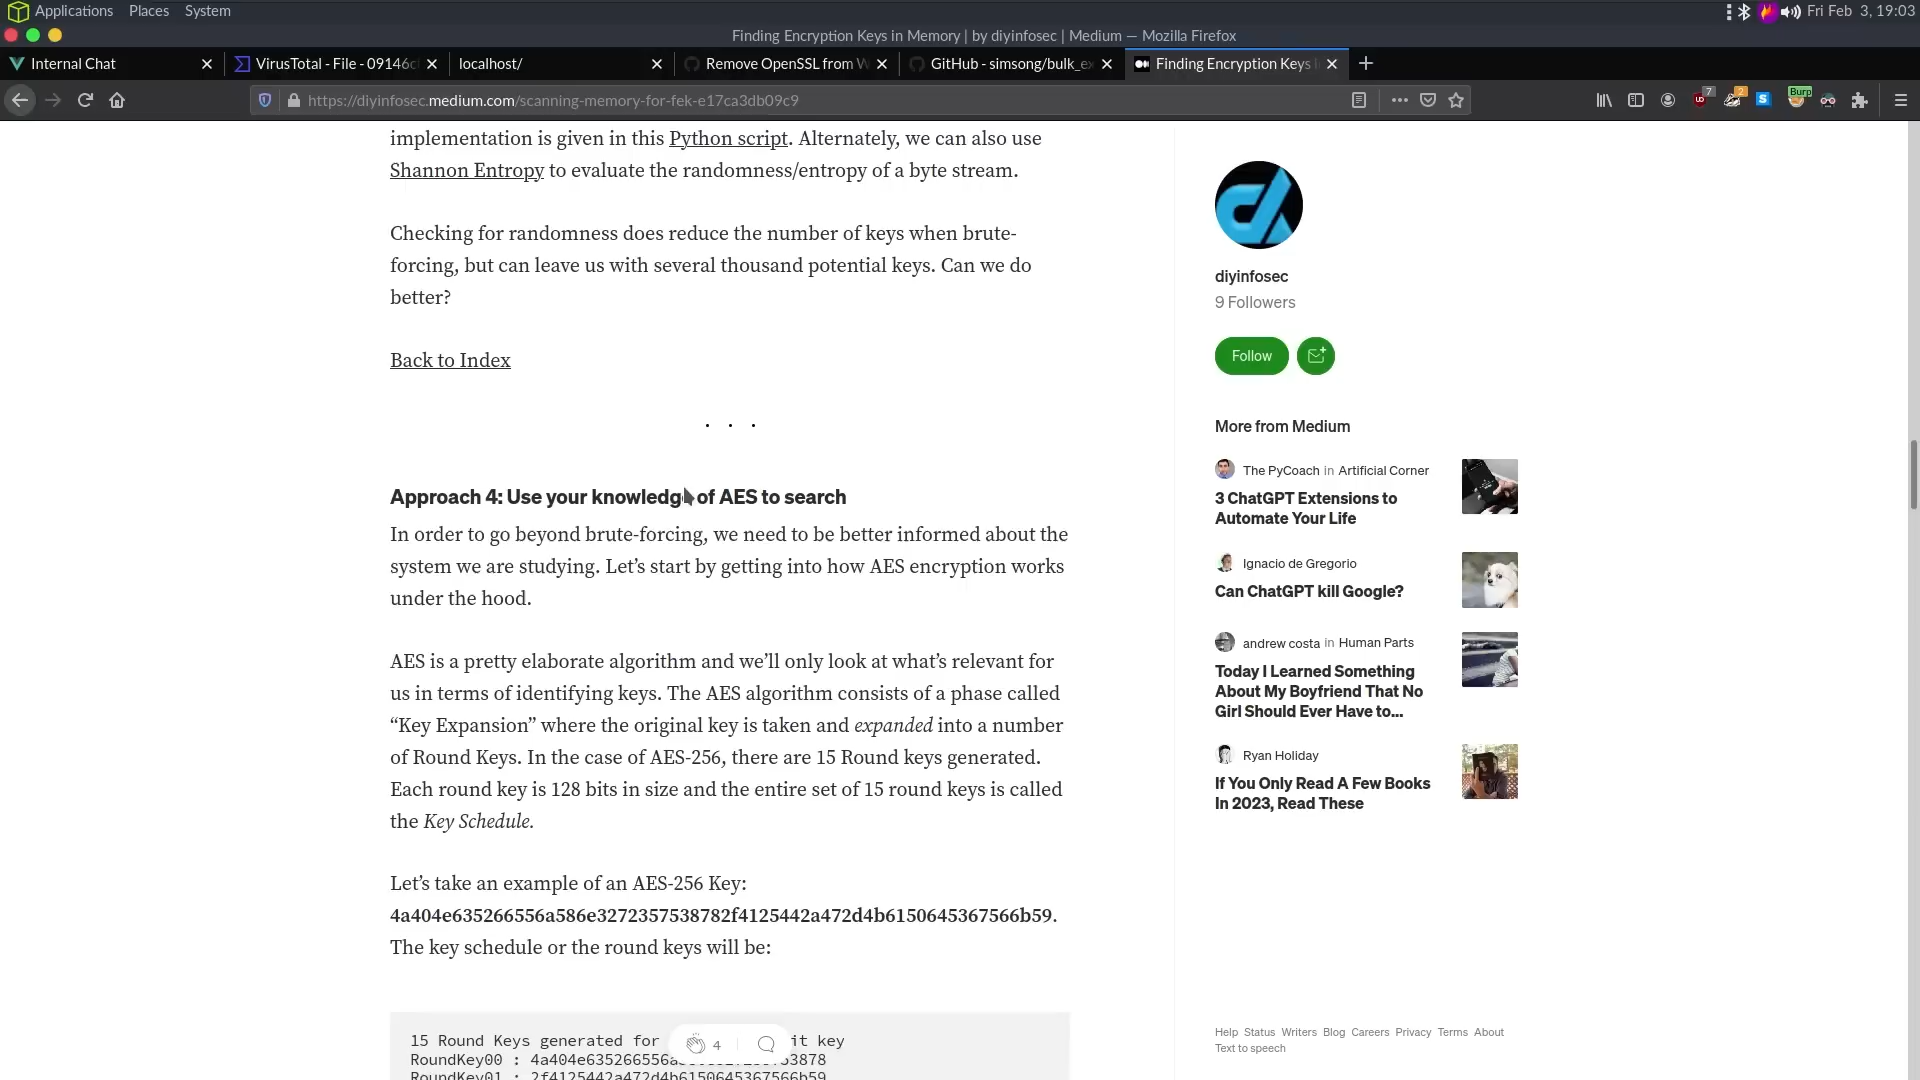 Applications Places System
Fri Feb 3, 19:03
Finding Encryption Keys in Memory | by diyinfosec | Medium — Mozilla Firefox
Internal Chat
VirusTotal - File - 09146c
localhost/
Remove OpenSSL from W
GitHub - simsong/bulk_ex
Finding Encryption Keys
https://diyinfosec.medium.com/scanning-memory-for-fek-e17ca3db09c9
7
2
Burp
implementation is given in this Python script. Alternately, we can also use
Shannon Entropy to evaluate the randomness/entropy of a byte stream.
Checking for randomness does reduce the number of keys when brute-
forcing, but can leave us with several thousand potential keys. Can we do
better?
Back to Index
. . .
Approach 4: Use your knowledge of AES to search
In order to go beyond brute-forcing, we need to be better informed about the
system we are studying. Let’s start by getting into how AES encryption works
under the hood.
AES is a pretty elaborate algorithm and we’ll only look at what’s relevant for
us in terms of identifying keys. The AES algorithm consists of a phase called
“Key Expansion” where the original key is taken and expanded into a number
of Round Keys. In the case of AES-256, there are 15 Round keys generated.
Each round key is 128 bits in size and the entire set of 15 round keys is called
the Key Schedule.
Let’s take an example of an AES-256 Key:
4a404e635266556a586e3272357538782f4125442a472d4b6150645367566b59.
The key schedule or the round keys will be:
15 Round Keys generated for it key
RoundKey00 : 4a404e635266556a586e327235753878
RoundKey01 : 2f4125442a472d4b6150645367566b59
4
diyinfosec
9 Followers
Follow
More from Medium
The PyCoach in Artificial Corner
3 ChatGPT Extensions to
Automate Your Life
Ignacio de Gregorio
Can ChatGPT kill Google?
andrew costa in Human Parts
Today I Learned Something
About My Boyfriend That No
Girl Should Ever Have to...
Ryan Holiday
If You Only Read A Few Books
In 2023, Read These
Help Status Writers Blog Careers Privacy Terms About
Text to speech